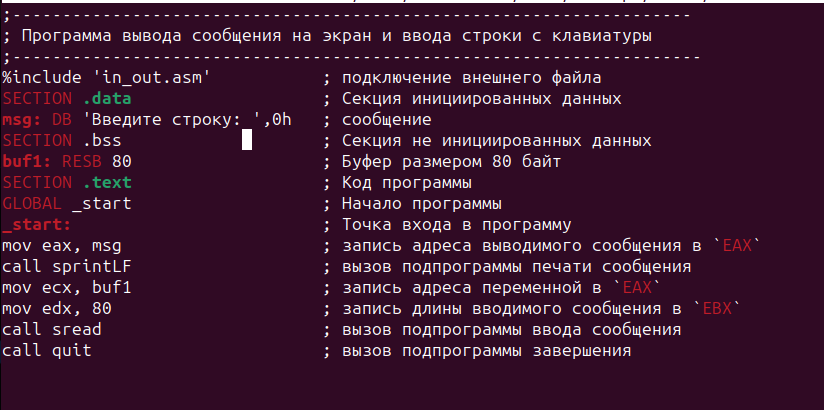 ;--------------------------------------------------------------------
; Программа вывода сообщения на экран и ввода строки с клавиатуры
;---------------------------------------------------------------------
%include 'in_out.asm' ; подключение внешнего файла
SECTION .data ; Секция инициированных данных
msg: DB 'Введите строку: ',0h ; сообщение
SECTION .bss ; Секция не инициированных данных
buf1: RESB 80 ; Буфер размером 80 байт
SECTION .text ; Код программы
GLOBAL _start ; Начало программы
_start: ; Точка входа в программу
mov eax, msg ; запись адреса выводимого сообщения в `EAX`
call sprintLF ; вызов подпрограммы печати сообщения
mov ecx, buf1 ; запись адреса переменной в `EAX`
mov edx, 80 ; запись длины вводимого сообщения в `EBX`
call sread ; вызов подпрограммы ввода сообщения
call quit ; вызов подпрограммы завершения